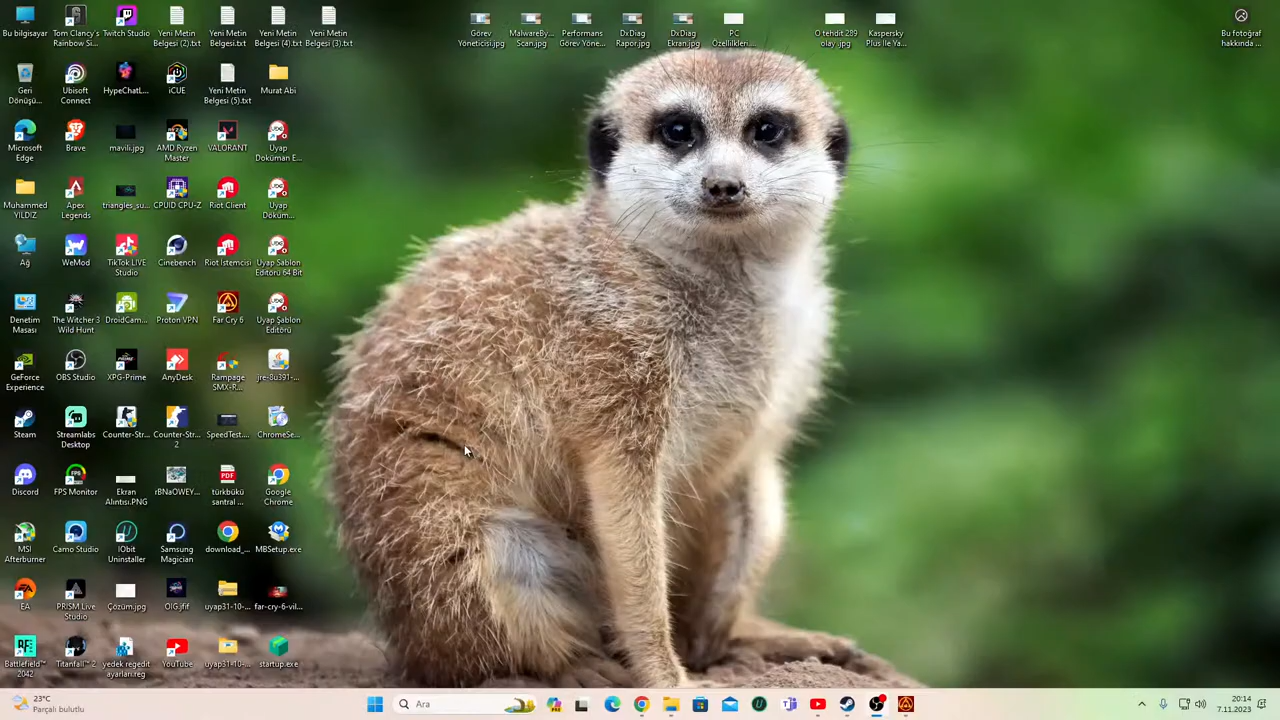 Bu bilgisayar
Tom Clancy's Rainbow Si...
Twitch Studio
Yeni Metin Belgesi (2).txt
Yeni Metin Belgesi.txt
Yeni Metin Belgesi (4).txt
Yeni Metin Belgesi (3).txt
Görev Yöneticisi.jpg
MalwareBy... Scan.jpg
Performans Görev Yöne...
DxDiag Rapor.jpg
DxDiag Ekran.jpg
PC Özellikleri...
O tehdit 289 olay .jpg
Kaspersky Plus İle Ya...
Bu fotoğraf hakkında ...
Geri Dönüşü...
Ubisoft Connect
HypeChatL...
iCUE
Yeni Metin Belgesi (5).txt
Murat Abi
Microsoft Edge
Brave
mavili.jpg
AMD Ryzen Master
VALORANT
Uyap Doküman E...
Muhammed YILDIZ
Apex Legends
triangles_su...
CPUID CPU-Z
Riot Client
Uyap Doküm...
Ağ
WeMod
TikTok LIVE Studio
Cinebench
Riot İstemcisi
Uyap Şablon Editörü 64 Bit
Denetim Masası
The Witcher 3 Wild Hunt
DroidCam...
Proton VPN
Far Cry 6
Uyap Şablon Editörü
GeForce Experience
OBS Studio
XPG-Prime
AnyDesk
Rampage SMX-R...
jre-8u391-...
Steam
Streamlabs Desktop
Counter-Str...
Counter-Str... 2
SpeedTest....
ChromeSe...
Discord
FPS Monitor
Ekran Alıntısı.PNG
rBNaOWEY...
türkbükü santral ...
Google Chrome
MSI Afterburner
Camo Studio
IObit Uninstaller
Samsung Magician
download_...
MBSetup.exe
EA
PRISM Live Studio
Çözüm.jpg
OIG.jfif
uyap31-10-...
far-cry-6-vil...
Battlefield™ 2042
Titanfall™ 2
yedek regedit ayarları.reg
YouTube
uyap31-10-...
startup.exe
23°C
Parçalı bulutlu
Ara
20:14
7.11.2023